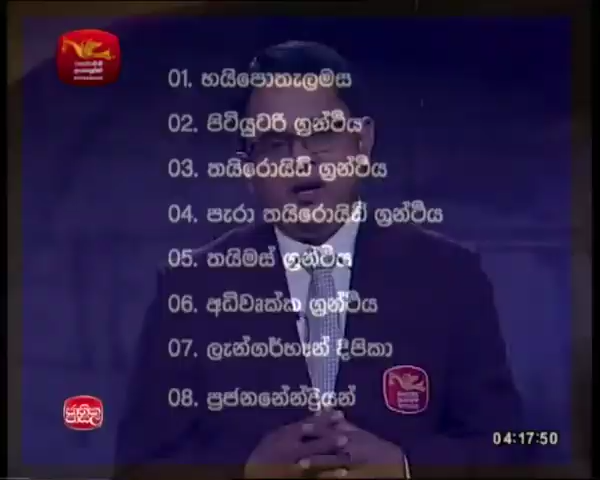 01. හයිපොතැලමස
02. පිටියුටරි ග්‍රන්ථිය
03. තයිරොයිඩ් ග්‍රන්ථිය
04. පැරා තයිරොයිඩ් ග්‍රන්ථිය
05. තයිමස් ග්‍රන්ථිය
06. අධිවෘක්ක ග්‍රන්ථිය
07. ලැන්ගර්හෑන් දීපිකා
08. ප්‍රජනනේන්ද්‍රියන්
04:17:50